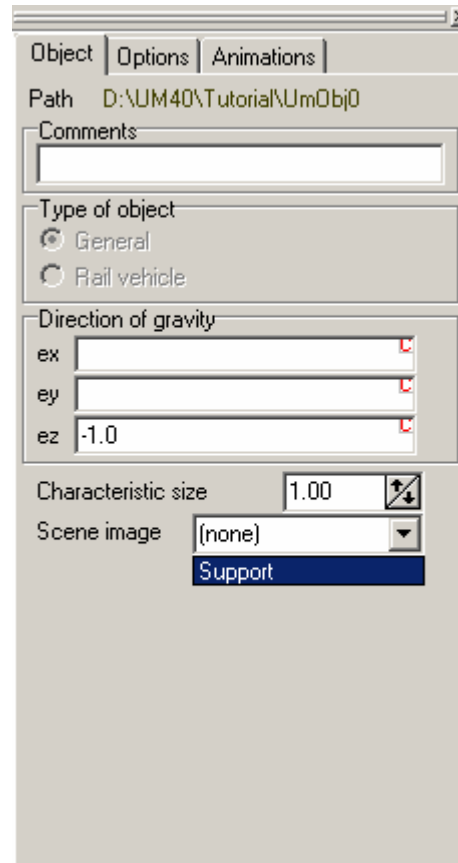 Object Options Animations
Path D:\UM40\Tutorial\UmObj0
Comments
Type of object
General
Rail vehicle
Direction of gravity
ex C
ey C
ez -1.0 C
Characteristic size 1.00
Scene image (none)
Support